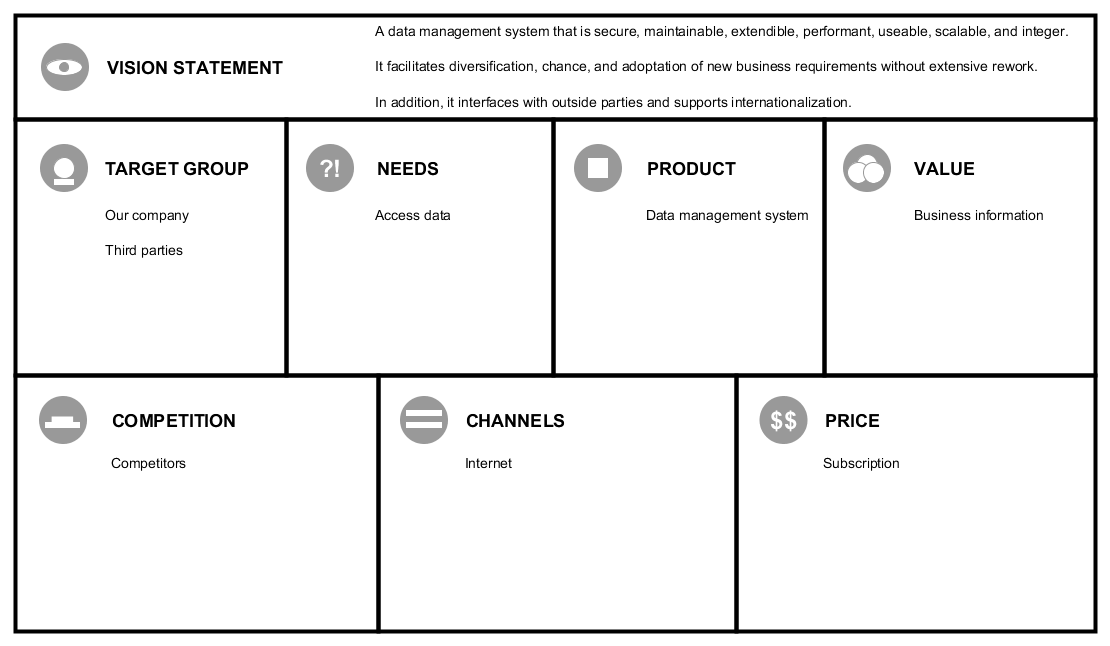 VISION STATEMENT
A data management system that is secure, maintainable, extendible, performant, useable, scalable, and integer.
It facilitates diversification, chance, and adoptation of new business requirements without extensive rework.
In addition, it interfaces with outside parties and supports internationalization.
TARGET GROUP
Our company
Third parties
?!
NEEDS
Access data
PRODUCT
Data management system
VALUE
Business information
COMPETITION
Competitors
CHANNELS
Internet
$$
PRICE
Subscription